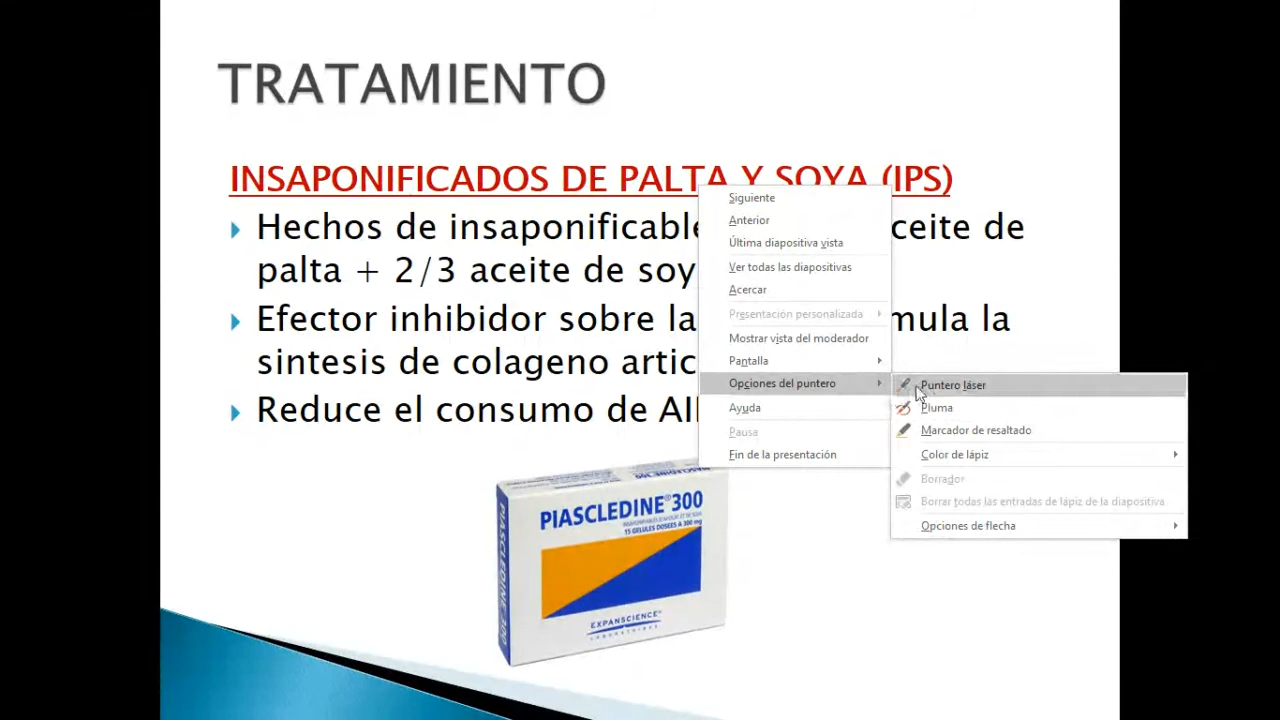 TRATAMIENTO
INSAPONIFICADOS DE PALTA Y SOYA (IPS)
Hechos de insaponificable ceite de
palta + 2/3 aceite de soy
Efector inhibidor sobre la mula la
sintesis de colageno artic
Reduce el consumo de AI
Siguiente
Anterior
Última diapositiva vista
Ver todas las diapositivas
Acercar
Presentación personalizada
Mostrar vista del moderador
Pantalla
Opciones del puntero
Ayuda
Pausa
Fin de la presentación
Puntero láser
Pluma
Marcador de resaltado
Color de lápiz
Borrador
Borrar todas las entradas de lápiz de la diapositiva
Opciones de flecha
PIASCLEDINE® 300
15 GELULES DOSEES A 300 mg
EXPANSCIENCE®
LABORATOIRES
PIASCLEDINE 300